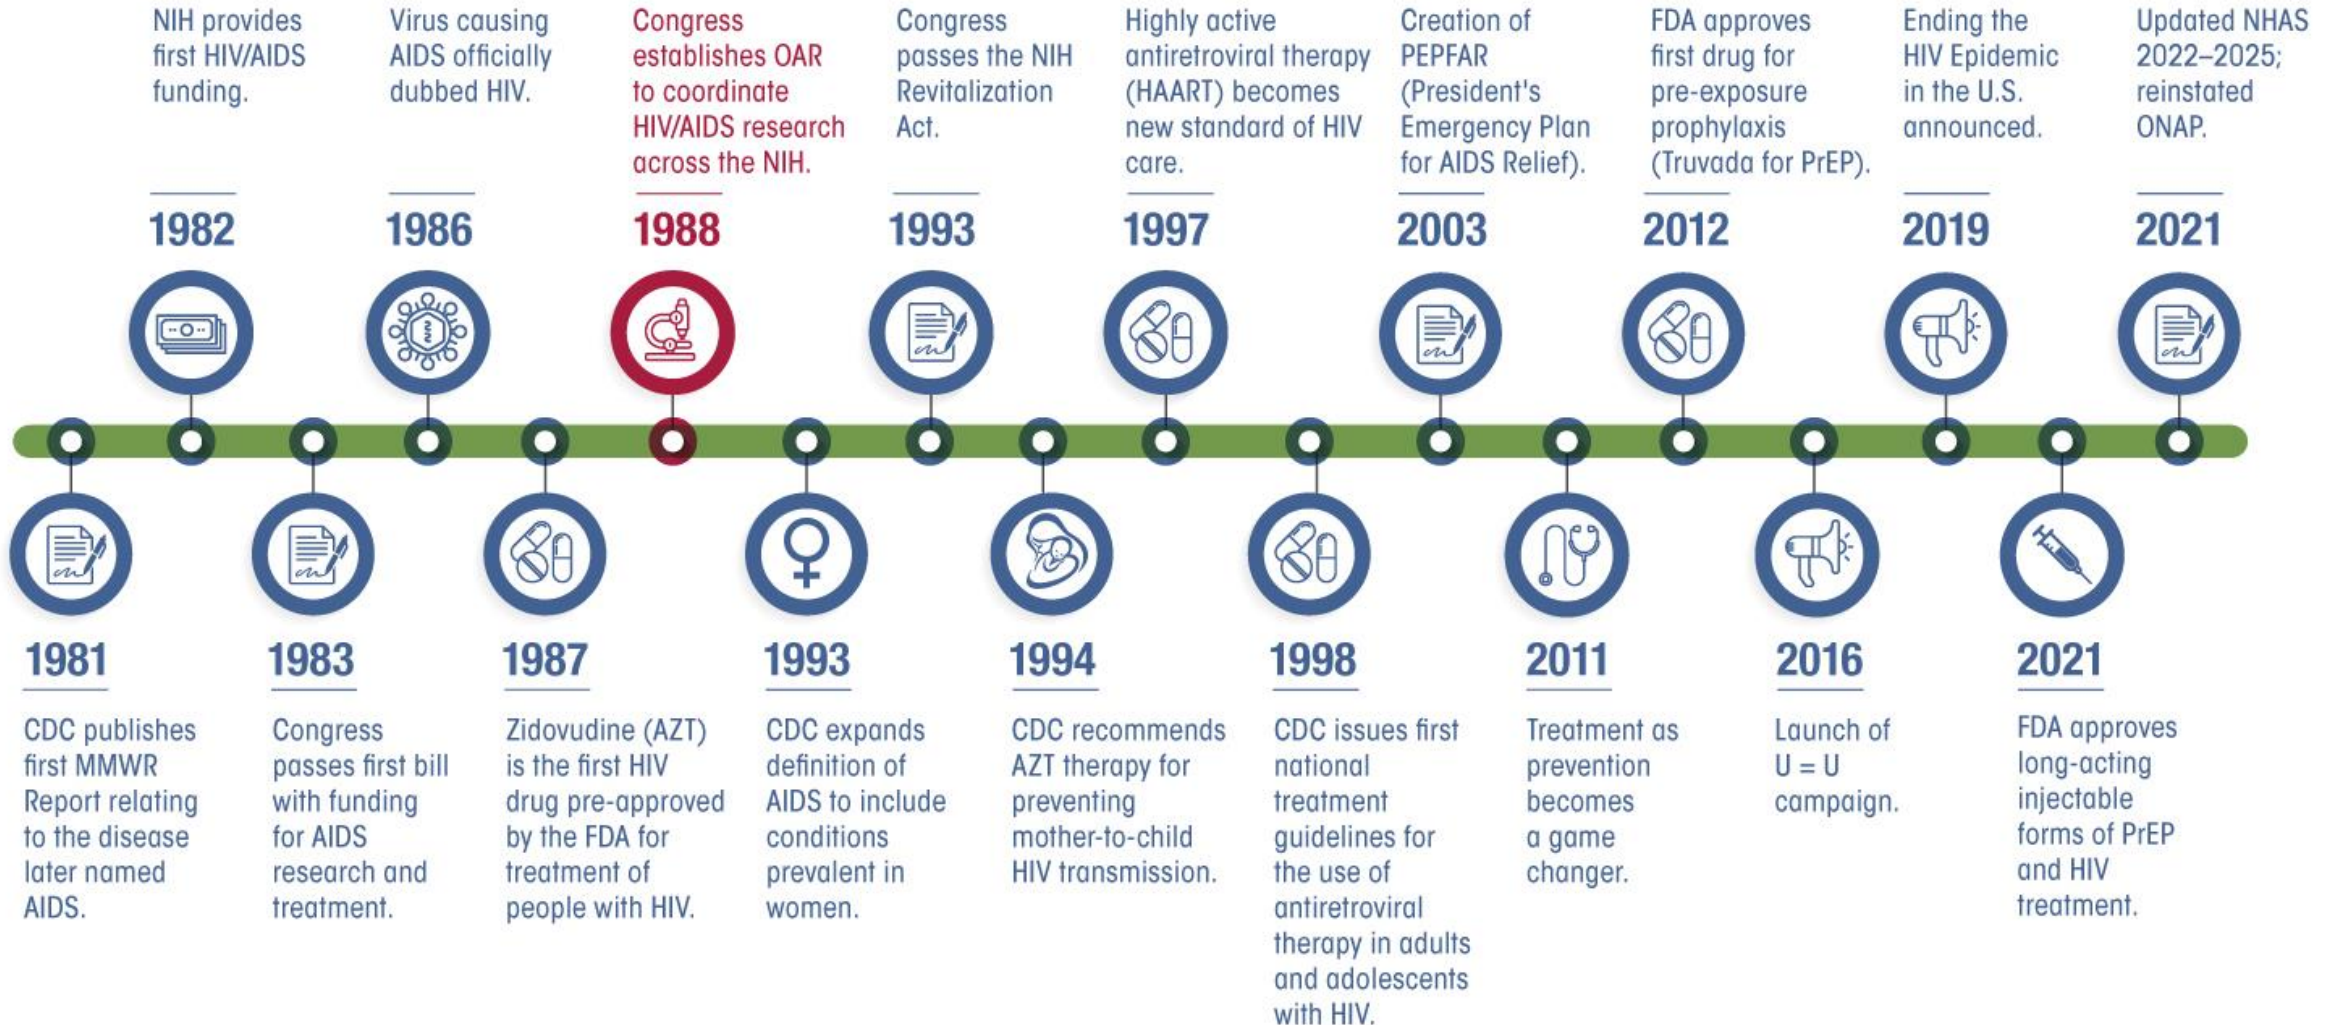 NIH provides
first HIV/AIDS
funding.
1982
Virus causing
AIDS officially
dubbed HIV.
1986
Congress
establishes OAR
to coordinate
HIV/AIDS research
across the NIH.
1988
Congress
passes the NIH
Revitalization
Act.
1993
Highly active
antiretroviral therapy
(HAART) becomes
new standard of HIV
care.
1997
Creation of
PEPFAR
(President's
Emergency Plan
for AIDS Relief).
2003
FDA approves
first drug for
pre-exposure
prophylaxis
(Truvada for PrEP).
2012
Ending the
HIV Epidemic
in the U.S.
announced.
2019
Updated NHAS
2022–2025;
reinstated
ONAP.
2021
1981
CDC publishes
first MMWR
Report relating
to the disease
later named
AIDS.
1983
Congress
passes first bill
with funding
for AIDS
research and
treatment.
1987
Zidovudine (AZT)
is the first HIV
drug pre-approved
by the FDA for
treatment of
people with HIV.
1993
CDC expands
definition of
AIDS to include
conditions
prevalent in
women.
1994
CDC recommends
AZT therapy for
preventing
mother-to-child
HIV transmission.
1998
CDC issues first
national
treatment
guidelines for
the use of
antiretroviral
therapy in adults
and adolescents
with HIV.
2011
Treatment as
prevention
becomes
a game
changer.
2016
Launch of
U = U
campaign.
2021
FDA approves
long-acting
injectable
forms of PrEP
and HIV
treatment.